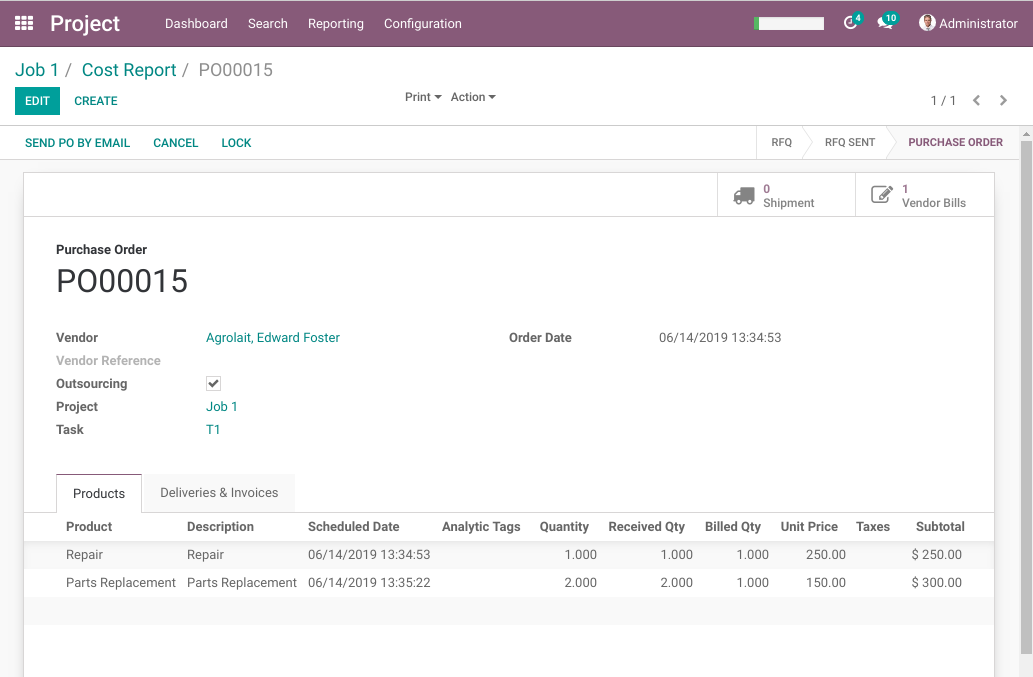 Project Dashboard Search Reporting Configuration 4 10 Administrator
Job 1 / Cost Report / PO00015
EDIT CREATE Print Action 1 / 1
SEND PO BY EMAIL CANCEL LOCK RFQ RFQ SENT PURCHASE ORDER
0 1
Shipment Vendor Bills
Purchase Order
PO00015
Vendor Agrolait, Edward Foster Order Date 06/14/2019 13:34:53
Vendor Reference
Outsourcing
Project Job 1
Task T1
Products Deliveries & Invoices
Product Description Scheduled Date Analytic Tags Quantity Received Qty Billed Qty Unit Price Taxes Subtotal
Repair Repair 06/14/2019 13:34:53 1.000 1.000 1.000 250.00 $ 250.00
Parts Replacement Parts Replacement 06/14/2019 13:35:22 2.000 2.000 1.000 150.00 $ 300.00